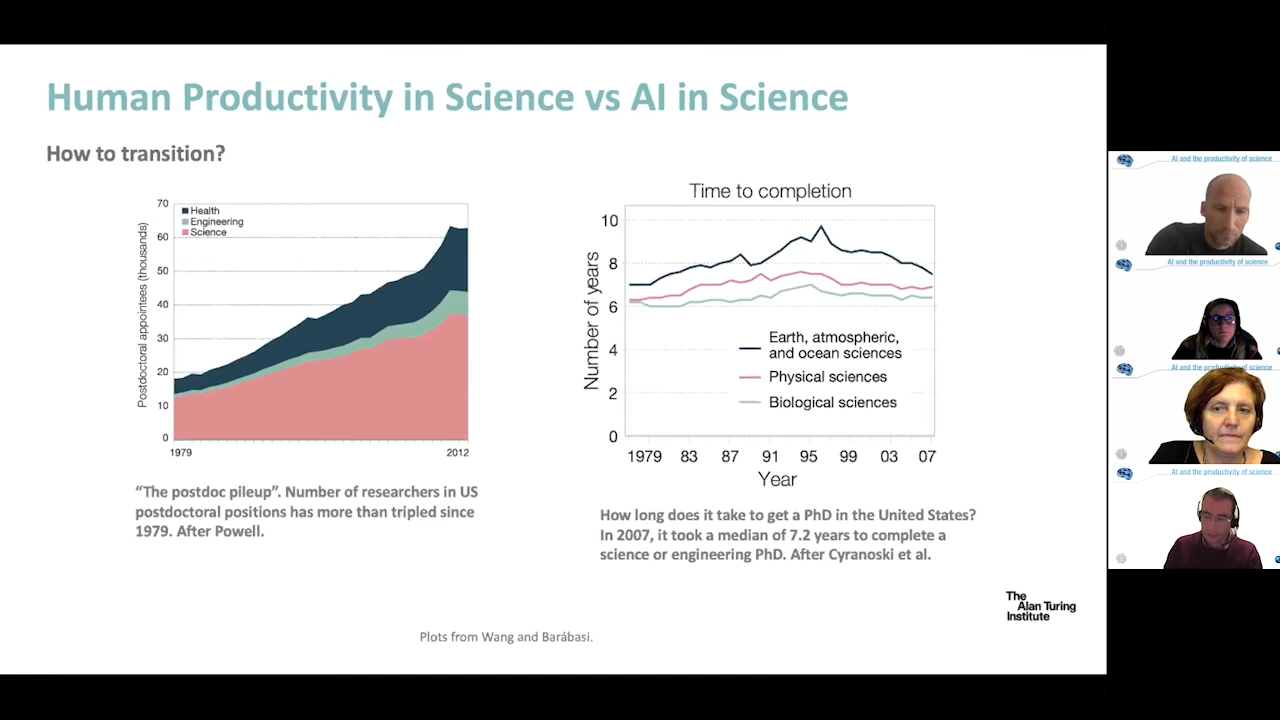 Human Productivity in Science vs AI in Science
How to transition?
70
60
50
40
30
20
10
0
Postdoctoral appointees (thousands)
Health
Engineering
Science
1979
2012
“The postdoc pileup”. Number of researchers in US
postdoctoral positions has more than tripled since
1979. After Powell.
Time to completion
10
8
6
4
2
0
Number of years
Earth, atmospheric,
and ocean sciences
Physical sciences
Biological sciences
1979 83 87 91 95 99 03 07
Year
How long does it take to get a PhD in the United States?
In 2007, it took a median of 7.2 years to complete a
science or engineering PhD. After Cyranoski et al.
The
Alan Turing
Institute
Plots from Wang and Barábasi.
AI and the productivity of science
AI and the productivity of science
AI and the productivity of science
AI and the productivity of science